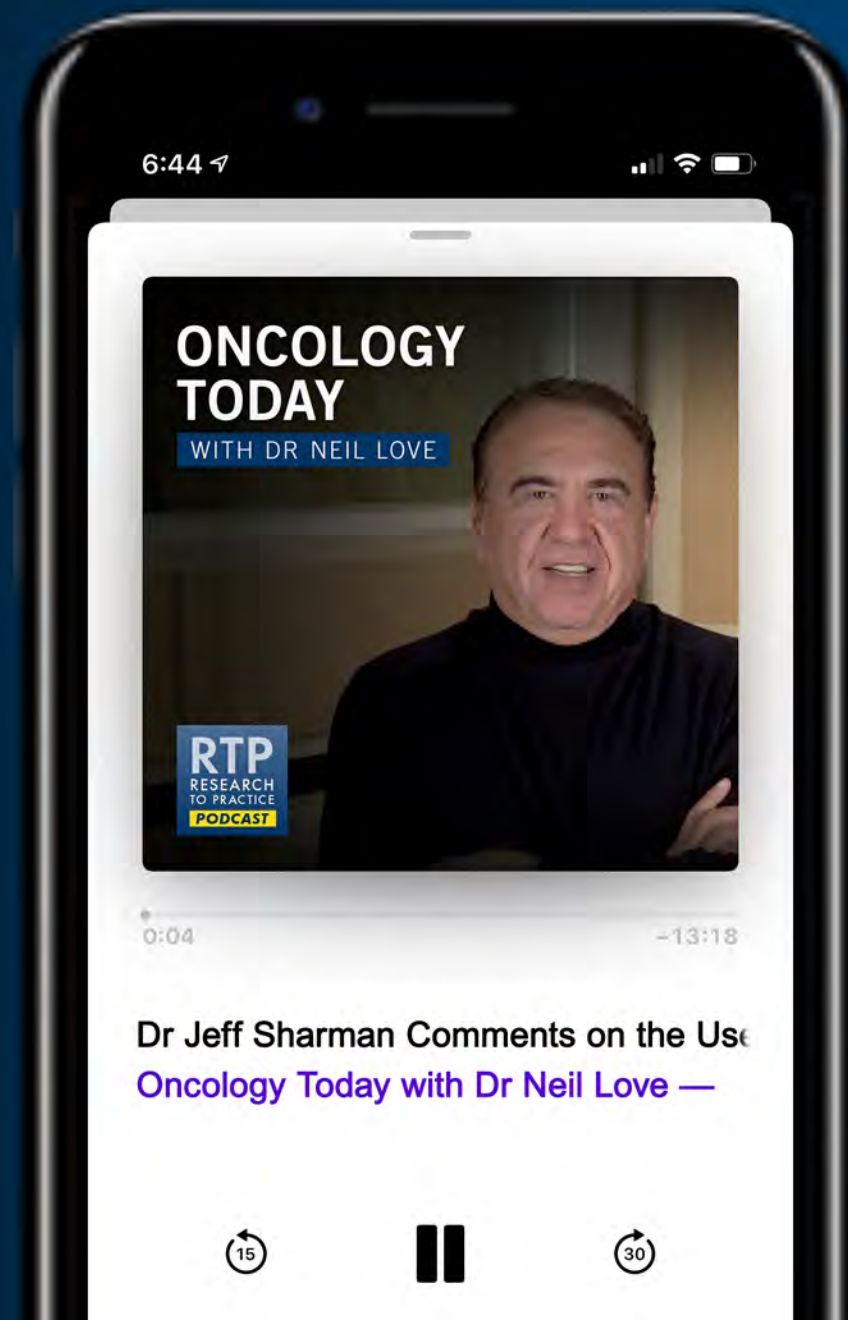 6:44
ONCOLOGY
TODAY
WITH DR NEIL LOVE
RTP
RESEARCH
TO PRACTICE
PODCAST
0:04
-13:18
Dr Jeff Sharman Comments on the Use
Oncology Today with Dr Neil Love —
15
30